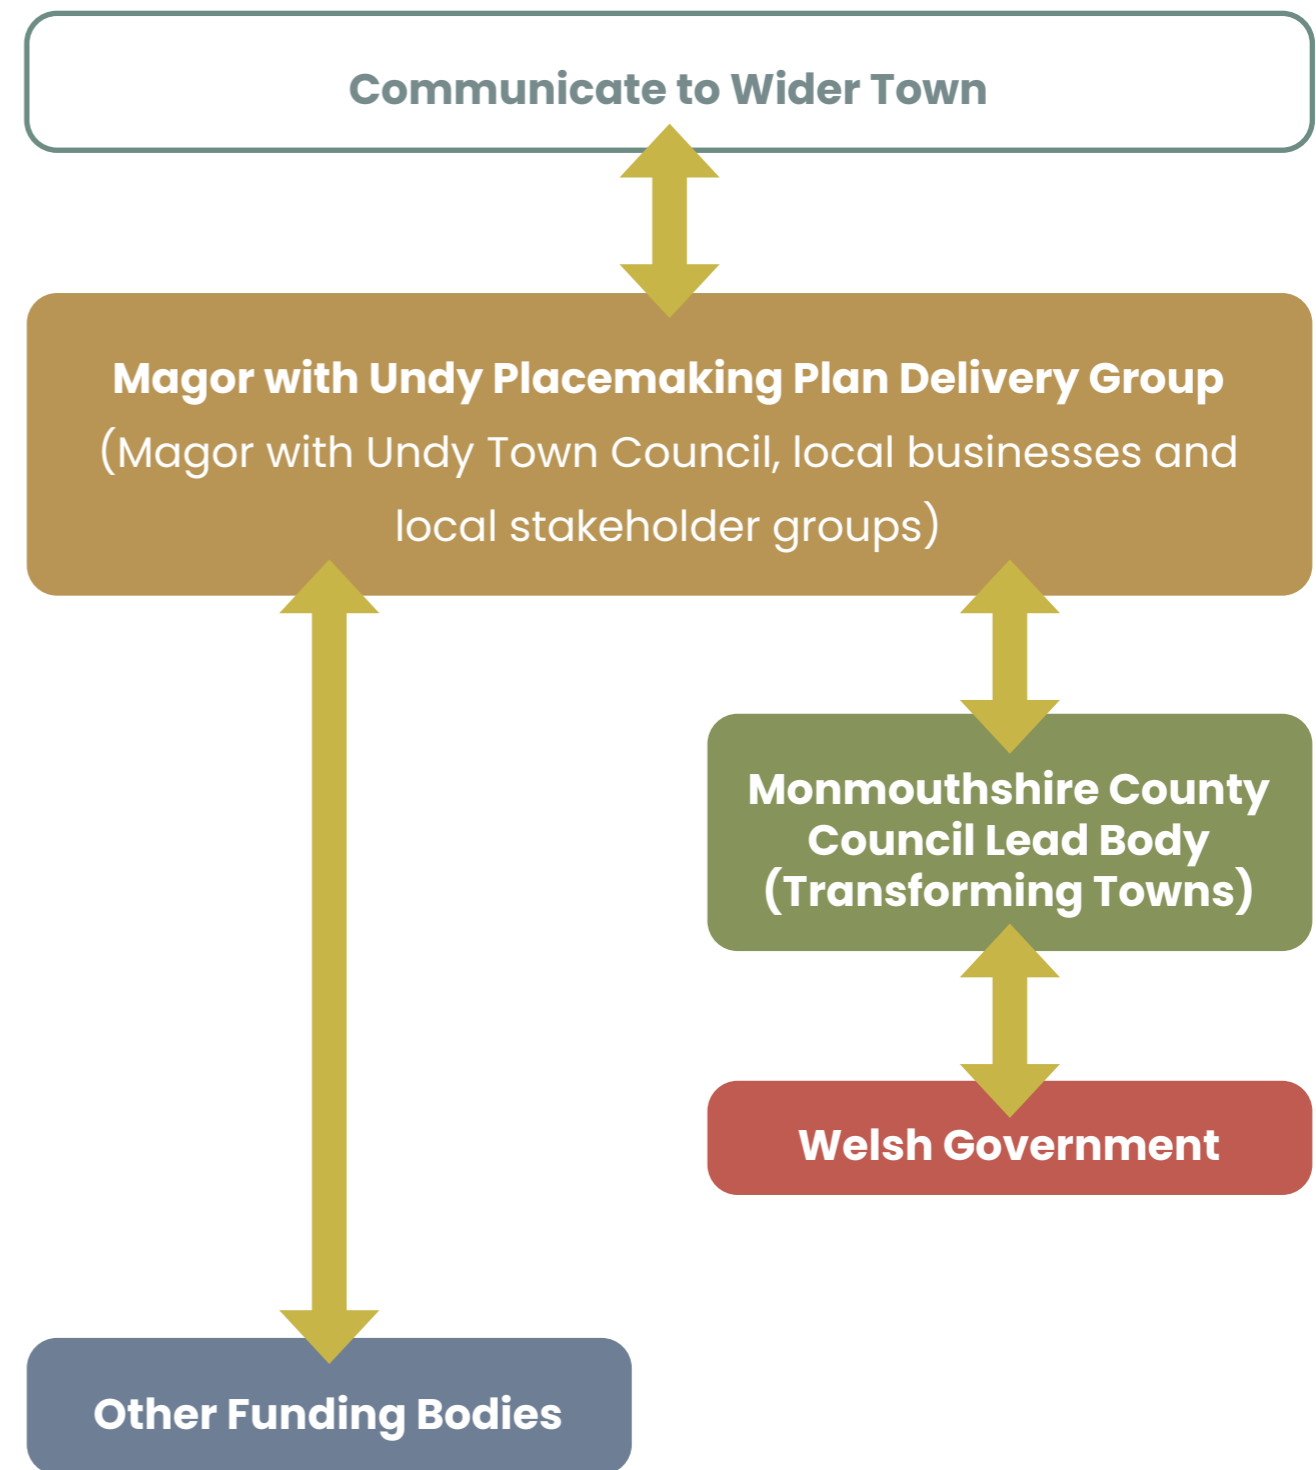 Communicate to Wider Town
Magor with Undy Placemaking Plan Delivery Group
(Magor with Undy Town Council, local businesses and
local stakeholder groups)
Monmouthshire County
Council Lead Body
(Transforming Towns)
Welsh Government
Other Funding Bodies